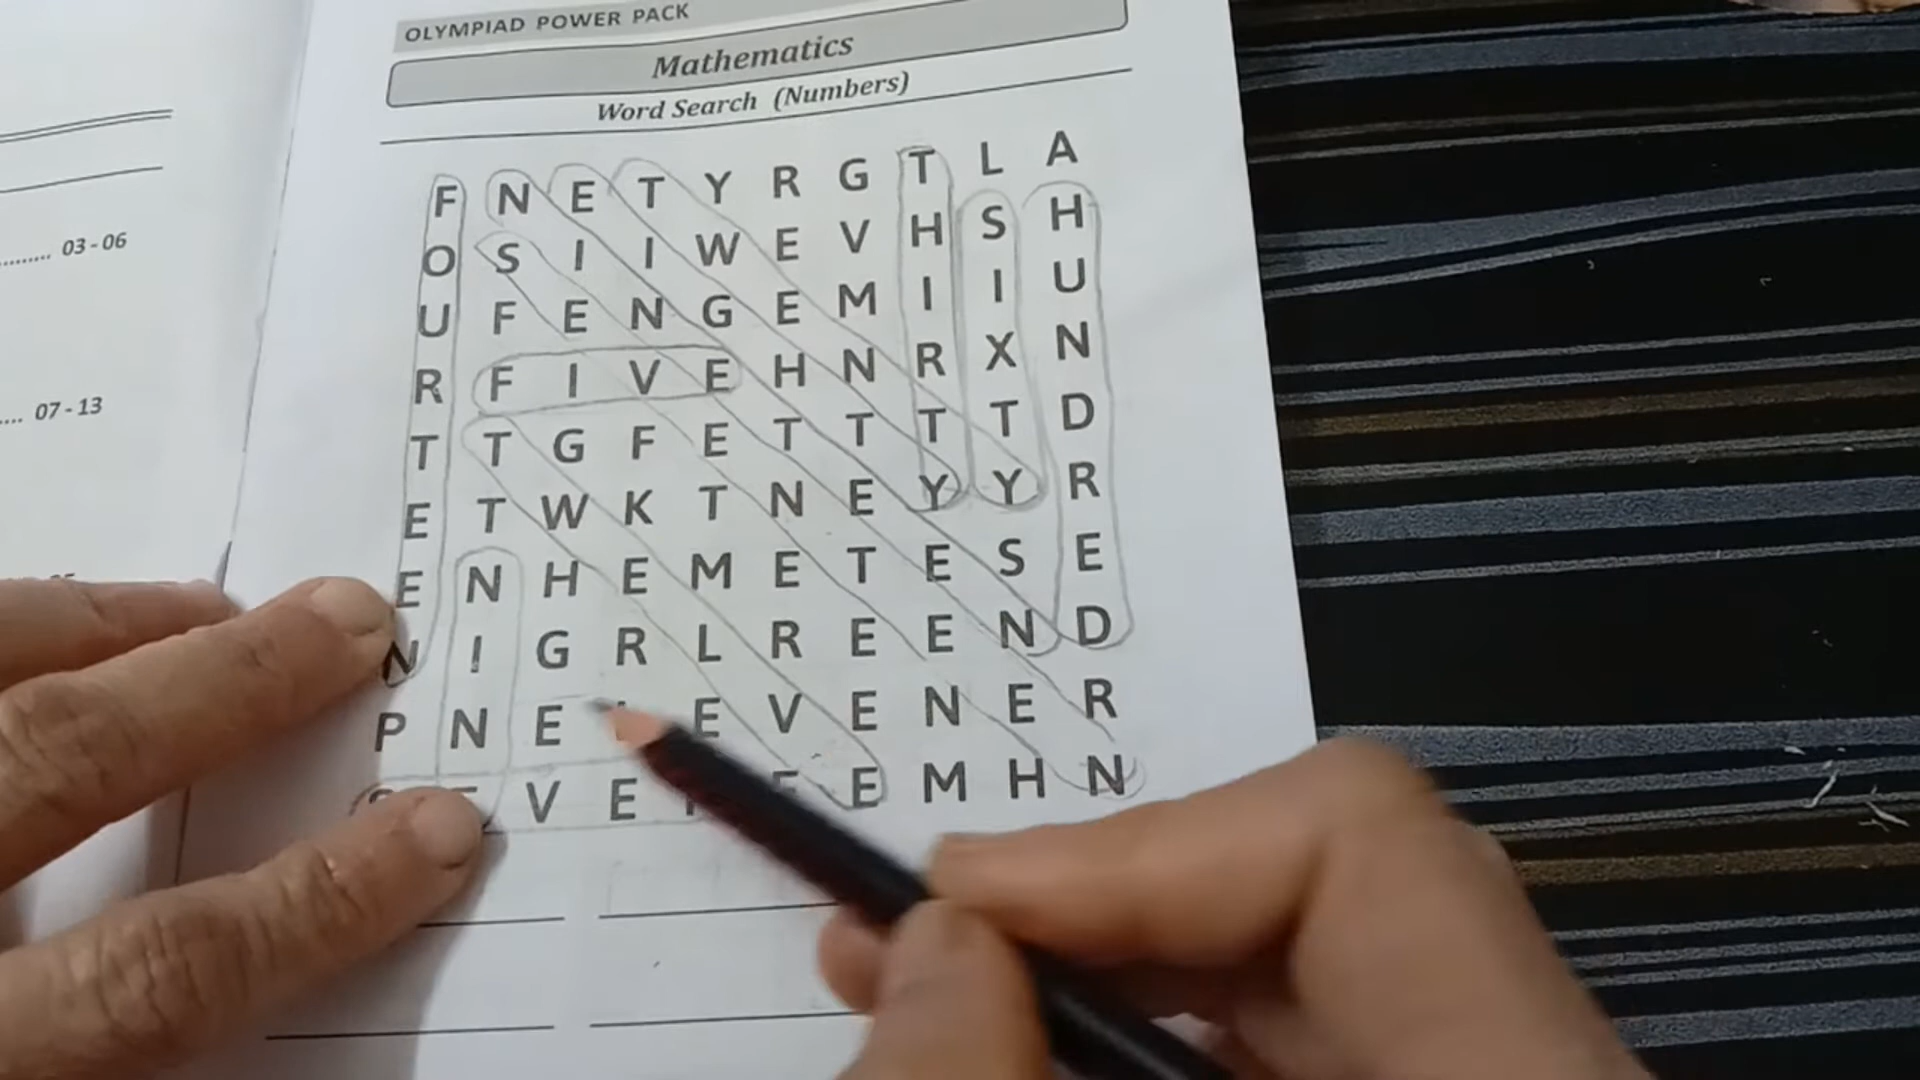 OLYMPIAD POWER PACK
Mathematics
Word Search (Numbers)
F N E T Y R G T L A
O S I I W E V H S H
U F E N G E M I I U
R F I V E H N R X N
T T G F E T T T T D
E T W K T N E Y Y R
E N H E M E T E S E
N I G R L R E E N D
P N E E V E N E R
V E E M H N
.......... 03 - 06
.... 07 - 13